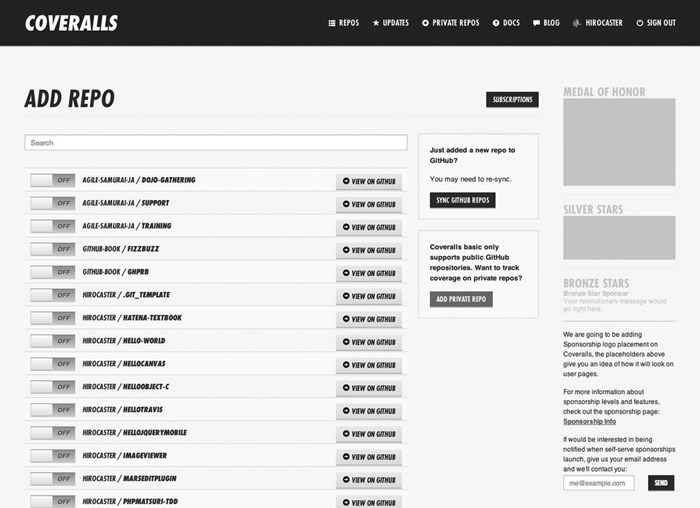 COVERALLS
REPOS
UPDATES
PRIVATE REPOS
DOCS
BLOG
HIROCASTER
SIGN OUT
ADD REPO
SUBSCRIPTIONS
Search
OFF AGILE-SAMURAI-JA / DOJO-GATHERING VIEW ON GITHUB
OFF AGILE-SAMURAI-JA / SUPPORT VIEW ON GITHUB
OFF AGILE-SAMURAI-JA / TRAINING VIEW ON GITHUB
OFF GITHUB-BOOK / FIZZBUZZ VIEW ON GITHUB
OFF GITHUB-BOOK / GHPRB VIEW ON GITHUB
OFF HIROCASTER / .GIT_TEMPLATE VIEW ON GITHUB
OFF HIROCASTER / HATENA-TEXTBOOK VIEW ON GITHUB
OFF HIROCASTER / HELLO-WORLD VIEW ON GITHUB
OFF HIROCASTER / HELLOCANVAS VIEW ON GITHUB
OFF HIROCASTER / HELLOOBJECT-C VIEW ON GITHUB
OFF HIROCASTER / HELLOTRAVIS VIEW ON GITHUB
OFF HIROCASTER / HELLOJQUERYMOBILE VIEW ON GITHUB
OFF HIROCASTER / IMAGEVIEWER VIEW ON GITHUB
OFF HIROCASTER / MARSEDITPLUGIN VIEW ON GITHUB
OFF HIROCASTER / PHPMATSURI-TDD VIEW ON GITHUB
Just added a new repo to
GitHub?
You may need to re-sync.
SYNC GITHUB REPOS
Coveralls basic only
supports public GitHub
repositories. Want to track
coverage on private repos?
ADD PRIVATE REPO
MEDAL OF HONOR
SILVER STARS
BRONZE STARS
Bronze Star Sponsor
Your revolutionary message would
go right here.
We are going to be adding
Sponsorship logo placement on
Coveralls, the placeholders above
give you an idea of how it will look on
user pages.
For more information about
sponsorship levels and features,
check out the sponsorship page:
Sponsorship Info
If would be interested in being
notified when self-serve sponsorships
launch, give us your email address
and we'll contact you:
me@example.com
SEND